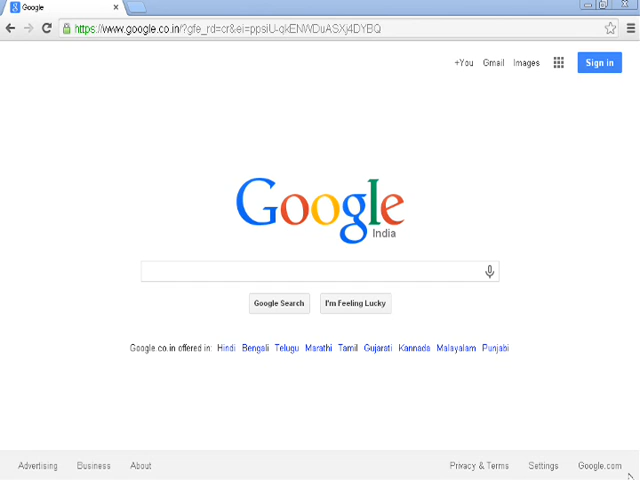 Google
https://www.google.co.in/?gfe_rd=cr&ei=ppsiU-qkENWDuASXj4DYBQ
+You Gmail Images Sign in
Google
India
Google Search I'm Feeling Lucky
Google.co.in offered in: Hindi Bengali Telugu Marathi Tamil Gujarati Kannada Malayalam Punjabi
Advertising Business About Privacy & Terms Settings Google.com